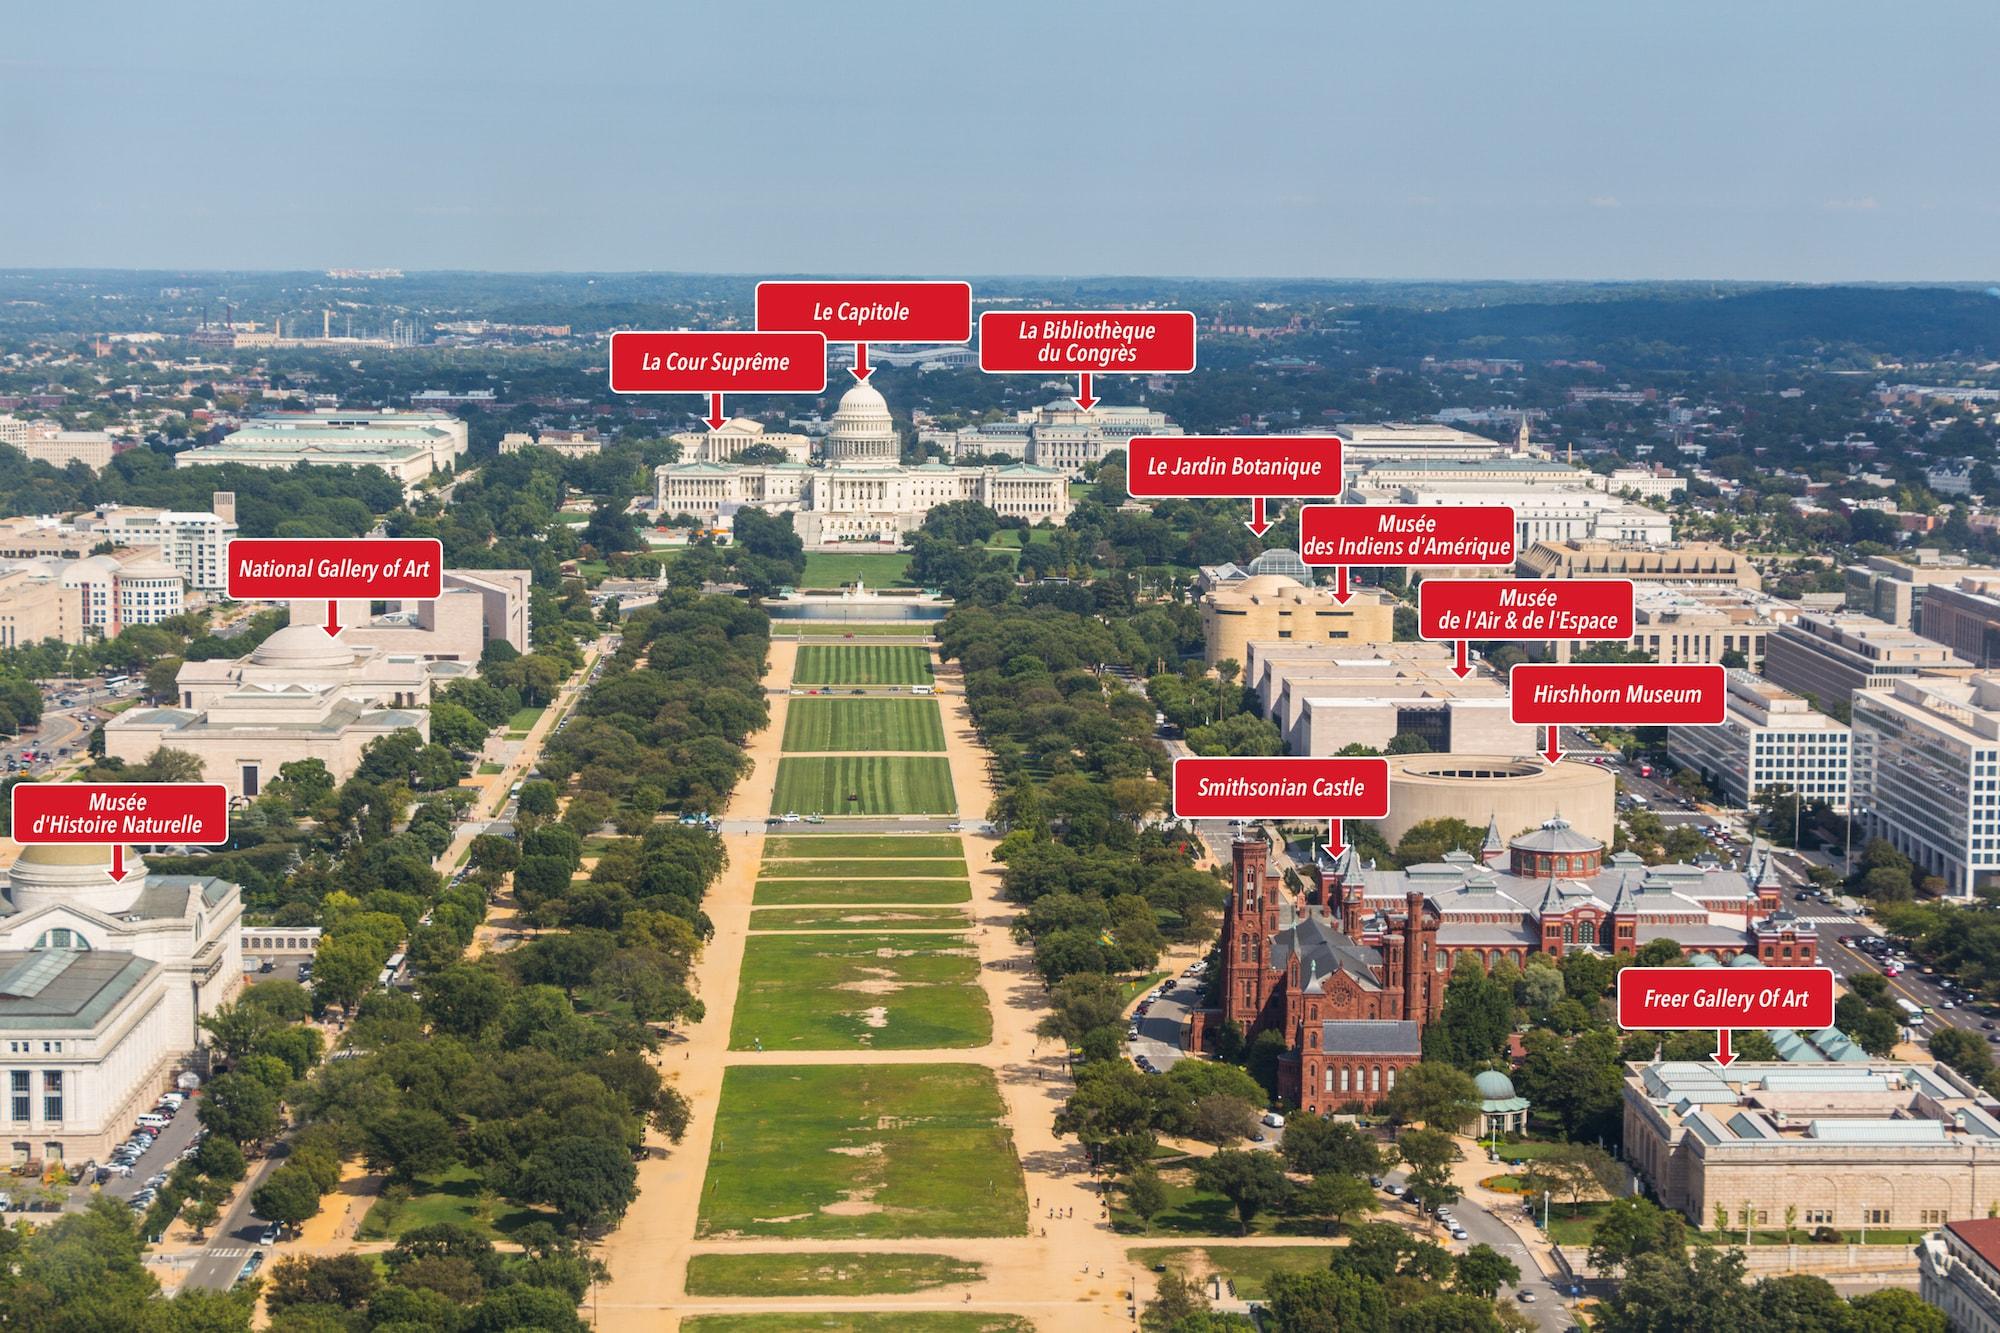 Le Capitole
La Cour Suprême
La Bibliothèque
du Congrès
Le Jardin Botanique
Musée
des Indiens d'Amérique
National Gallery of Art
Musée
de l'Air & de l'Espace
Hirshhorn Museum
Smithsonian Castle
Musée
d'Histoire Naturelle
Freer Gallery Of Art